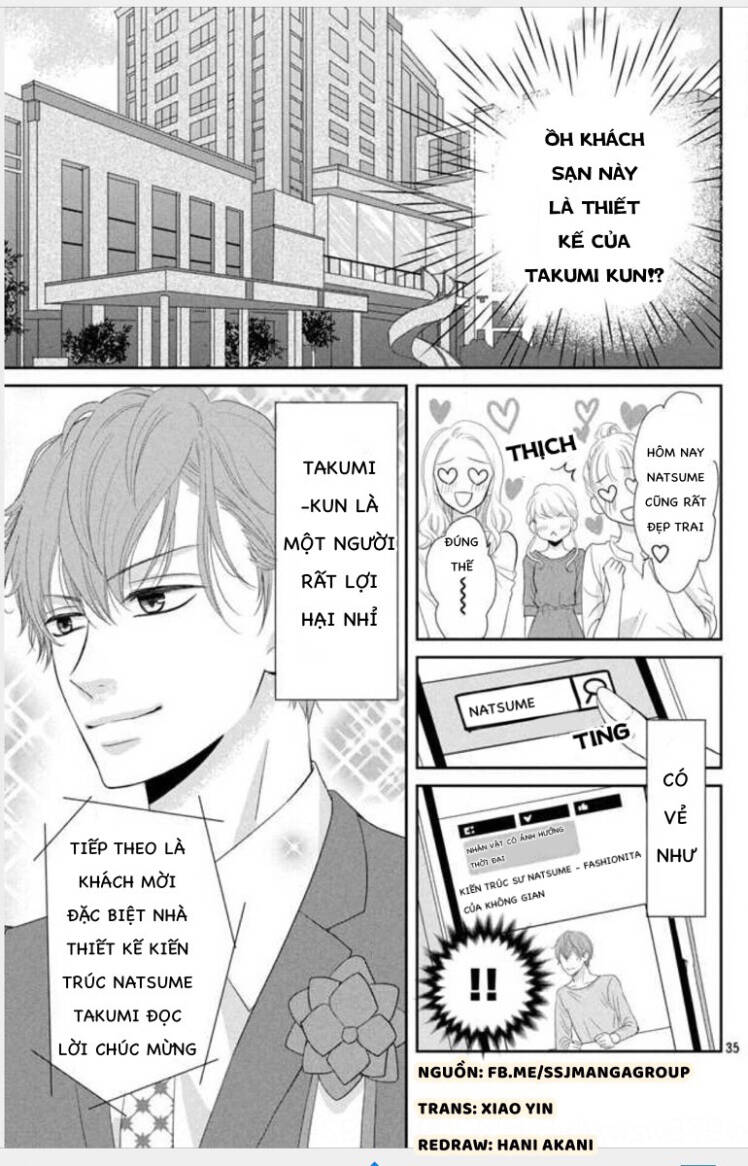 ỒH KHÁCH
SẠN NÀY
LÀ THIẾT
KẾ CỦA
TAKUMI KUN!?
HÔM NAY
NATSUME
CŨNG RẤT
ĐẸP TRAI
THỊCH
ĐÚNG
THẾ
TAKUMI
-KUN LÀ
MỘT NGƯỜI
RẤT LỢI
HẠI NHỈ
NATSUME
TING
CÓ
VẺ
NHƯ
NHÂN VẬT CÓ ẢNH HƯỞNG
THỜI ĐẠI
KIẾN TRÚC SƯ NATSUME - FASHIONITA
CỦA KHÔNG GIAN
!!
TIẾP THEO LÀ
KHÁCH MỜI
ĐẶC BIỆT NHÀ
THIẾT KẾ KIẾN
TRÚC NATSUME
TAKUMI ĐỌC
LỜI CHÚC MỪNG
35
NGUỒN: FB.ME/SSJMANGAGROUP
TRANS: XIAO YIN
REDRAW: HANI AKANI